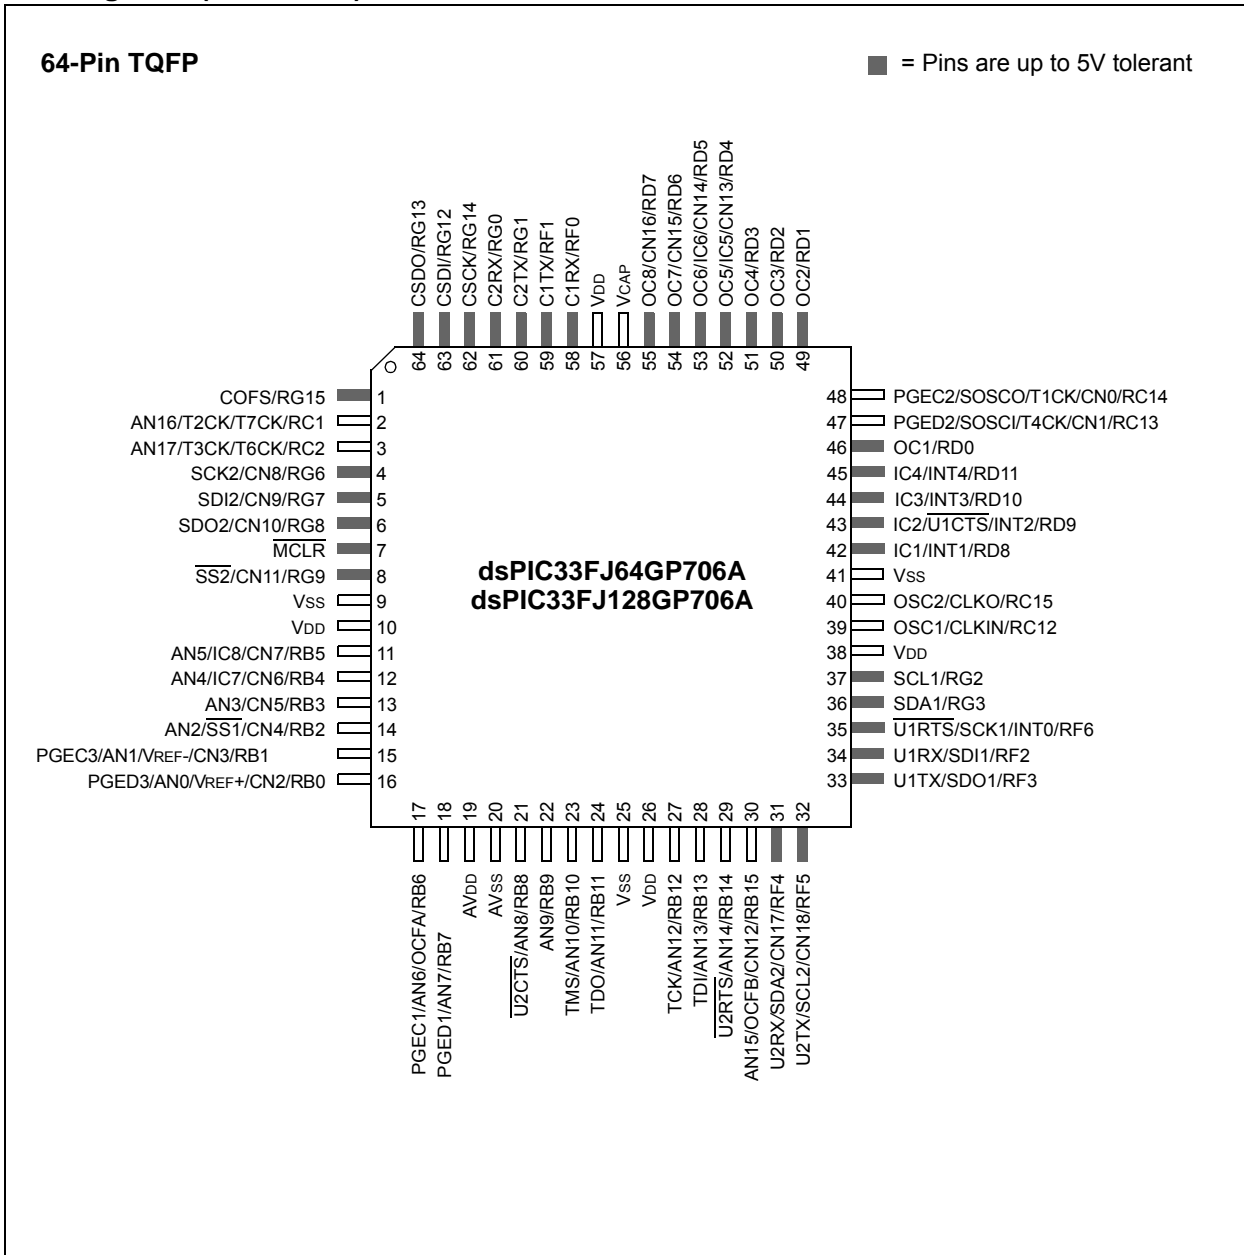 64-Pin TQFP
= Pins are up to 5V tolerant
CSDO/RG13
CSDI/RG12
CSCK/RG14
C2RX/RG0
C2TX/RG1
C1TX/RF1
C1RX/RF0
VDD
VCAP
OC8/CN16/RD7
OC7/CN15/RD6
OC6/IC6/CN14/RD5
OC5/IC5/CN13/RD4
OC4/RD3
OC3/RD2
OC2/RD1
64
63
62
61
60
59
58
57
56
55
54
53
52
51
50
49
COFS/RG15 1
AN16/T2CK/T7CK/RC1 2
AN17/T3CK/T6CK/RC2 3
SCK2/CN8/RG6 4
SDI2/CN9/RG7 5
SDO2/CN10/RG8 6
MCLR 7
SS2/CN11/RG9 8
VSS 9
VDD 10
AN5/IC8/CN7/RB5 11
AN4/IC7/CN6/RB4 12
AN3/CN5/RB3 13
AN2/SS1/CN4/RB2 14
PGEC3/AN1/VREF-/CN3/RB1 15
PGED3/AN0/VREF+/CN2/RB0 16
dsPIC33FJ64GP706A
dsPIC33FJ128GP706A
48 PGEC2/SOSCO/T1CK/CN0/RC14
47 PGED2/SOSCI/T4CK/CN1/RC13
46 OC1/RD0
45 IC4/INT4/RD11
44 IC3/INT3/RD10
43 IC2/U1CTS/INT2/RD9
42 IC1/INT1/RD8
41 VSS
40 OSC2/CLKO/RC15
39 OSC1/CLKIN/RC12
38 VDD
37 SCL1/RG2
36 SDA1/RG3
35 U1RTS/SCK1/INT0/RF6
34 U1RX/SDI1/RF2
33 U1TX/SDO1/RF3
17
18
19
20
21
22
23
24
25
26
27
28
29
30
31
32
PGEC1/AN6/OCFA/RB6
PGED1/AN7/RB7
AVDD
AVSS
U2CTS/AN8/RB8
AN9/RB9
TMS/AN10/RB10
TDO/AN11/RB11
VSS
VDD
TCK/AN12/RB12
TDI/AN13/RB13
U2RTS/AN14/RB14
AN15/OCFB/CN12/RB15
U2RX/SDA2/CN17/RF4
U2TX/SCL2/CN18/RF5